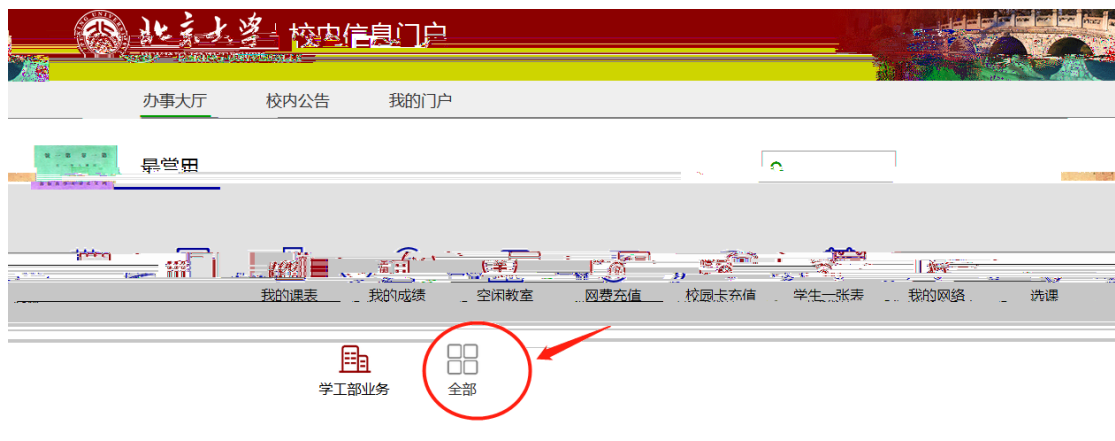 北京大学 校内信息门户
办事大厅 校内公告 我的门户
最常用
我的课表 我的成绩 空闲教室 网费充值 校园卡充值 学生一张表 我的网络 选课
学工部业务 全部